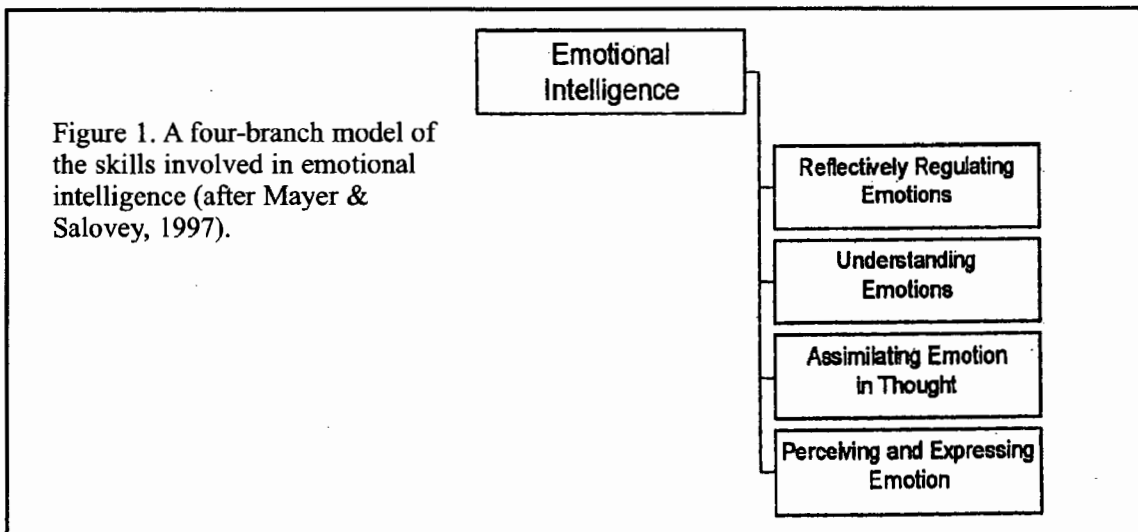 Emotional
Intelligence
Figure 1. A four-branch model of
the skills involved in emotional
intelligence (after Mayer &
Salovey, 1997).
Reflectively Regulating
Emotions
Understanding
Emotions
Assimilating Emotion
in Thought
Perceiving and Expressing
Emotion